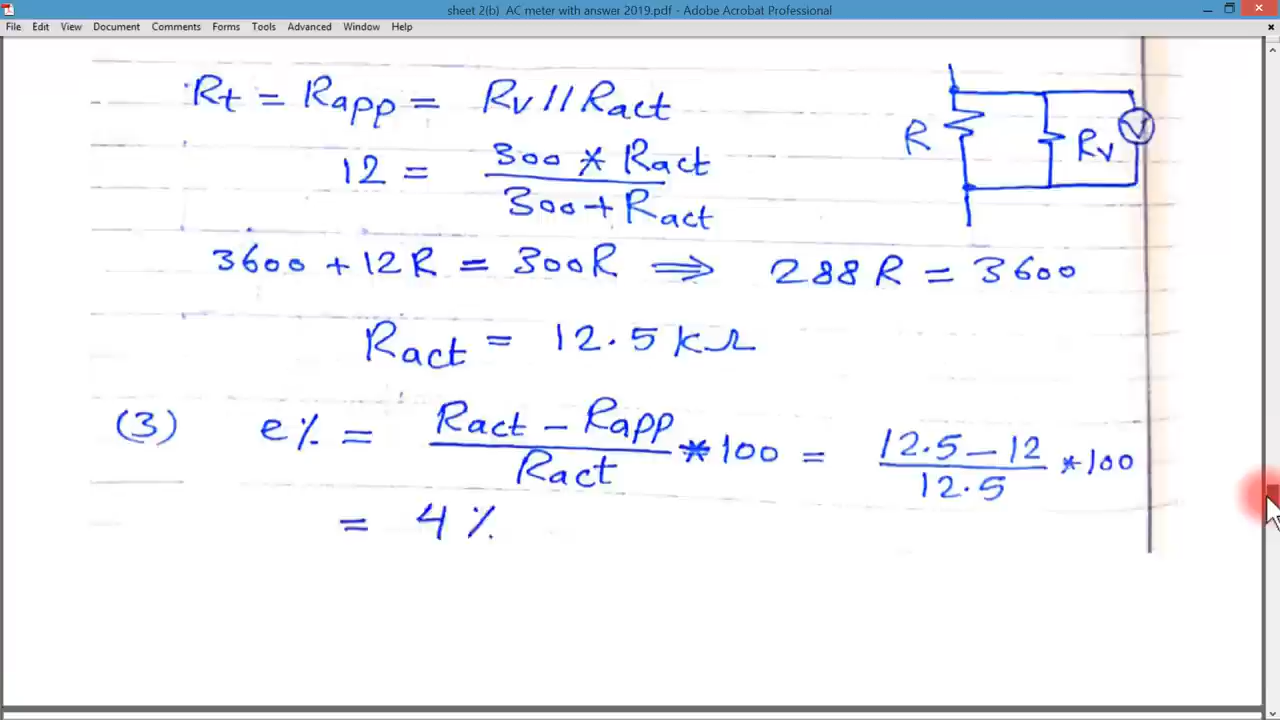 sheet 2(b) AC meter with answer 2019.pdf - Adobe Acrobat Professional
File Edit View Document Comments Forms Tools Advanced Window Help
Rt = Rapp = Rv // Ract
12 = 300 * Ract / 300 + Ract
R Rv V
3600 + 12R = 300R ⇒ 288 R = 3600
Ract = 12.5 kΩ
(3) e% = Ract - Rapp / Ract * 100 = 12.5 - 12 / 12.5 * 100
= 4 %